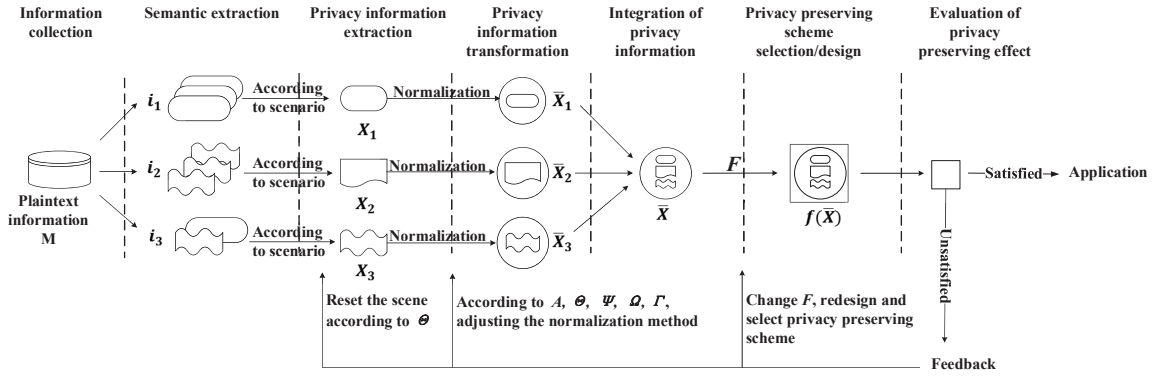 Information
collection
Semantic extraction
Privacy information
extraction
Privacy
information
transformation
Integration of
privacy
information
Privacy preserving
scheme
selection/design
Evaluation of
privacy
preserving effect
i₁
According
to scenario
X₁
Normalization
X̅₁
i₂
According
to scenario
X₂
Normalization
X̅₂
i₃
According
to scenario
X₃
Normalization
X̅₃
Plaintext
information
M
X̅
F
f(X̅)
Satisfied
Application
Unsatisfied
Feedback
Reset the scene
according to Θ
According to A, Θ, Ψ, Ω, Γ,
adjusting the normalization method
Change F, redesign and
select privacy preserving
scheme